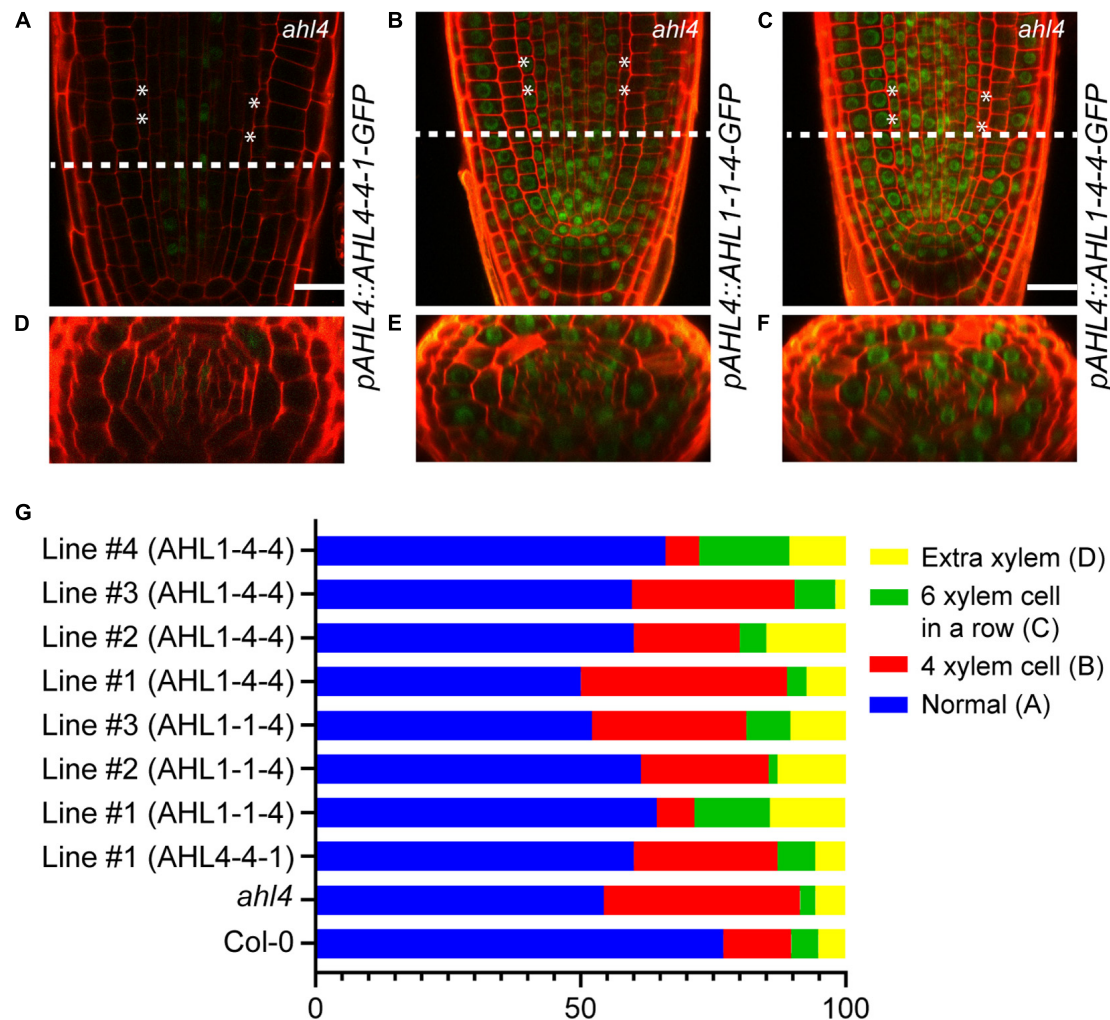 A
ahl4
pAHL4::AHL4-4-1-GFP
B
ahl4
pAHL4::AHL1-1-4-GFP
C
ahl4
pAHL4::AHL1-4-4-GFP
*
*
*
*
*
*
*
*
*
*
*
*
D
E
F
G
Line #4 (AHL1-4-4)
Line #3 (AHL1-4-4)
Line #2 (AHL1-4-4)
Line #1 (AHL1-4-4)
Line #3 (AHL1-1-4)
Line #2 (AHL1-1-4)
Line #1 (AHL1-1-4)
Line #1 (AHL4-4-1)
ahl4
Col-0
0
50
100
Extra xylem (D)
6 xylem cell
in a row (C)
4 xylem cell (B)
Normal (A)